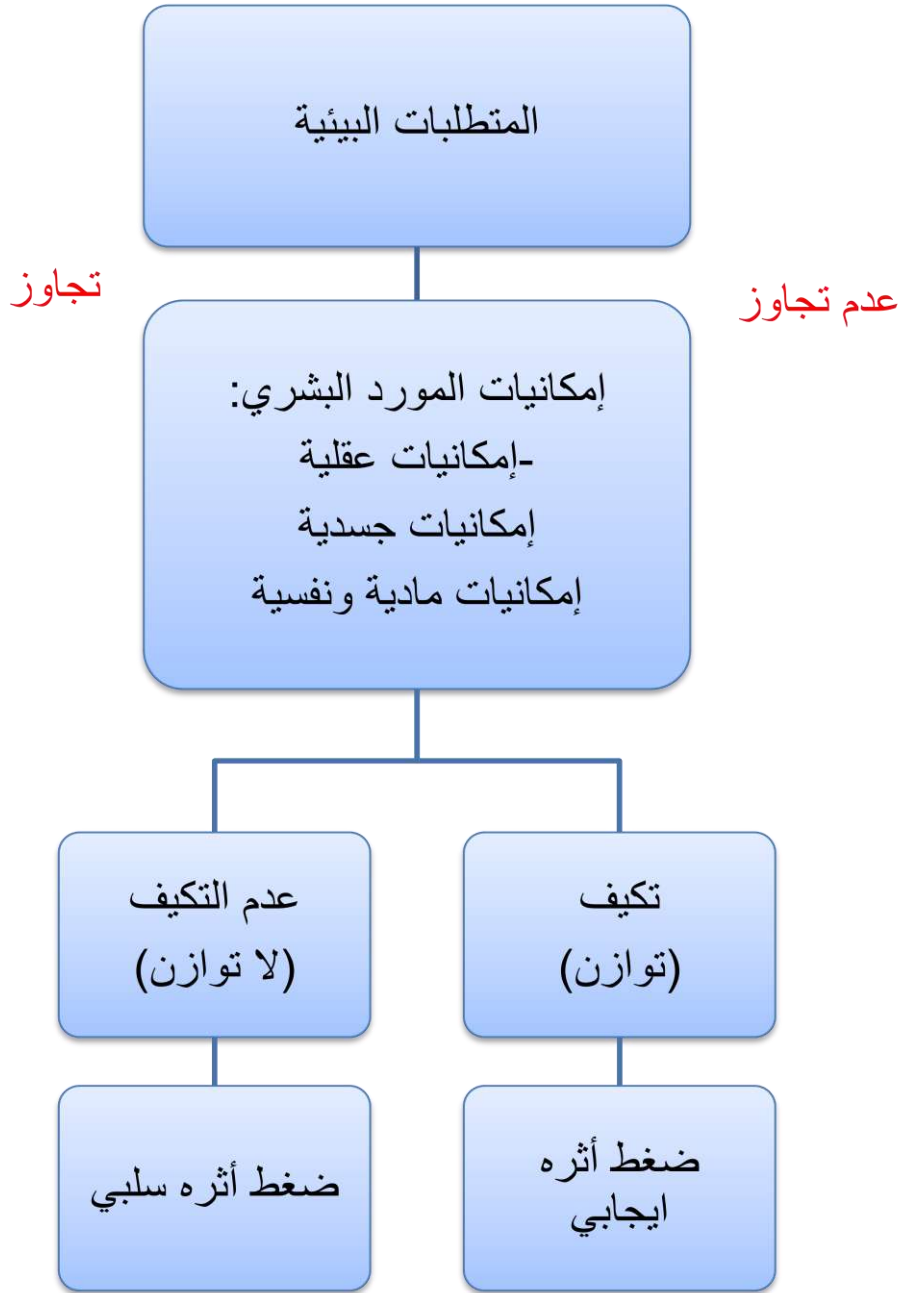 المتطلبات البيئية
عدم تجاوز
تجاوز
إمكانيات المورد البشري:
-إمكانيات عقلية
إمكانيات جسدية
إمكانيات مادية ونفسية
تكيف
(توازن)
عدم التكيف
(لا توازن)
ضغط أثره
ايجابي
ضغط أثره سلبي